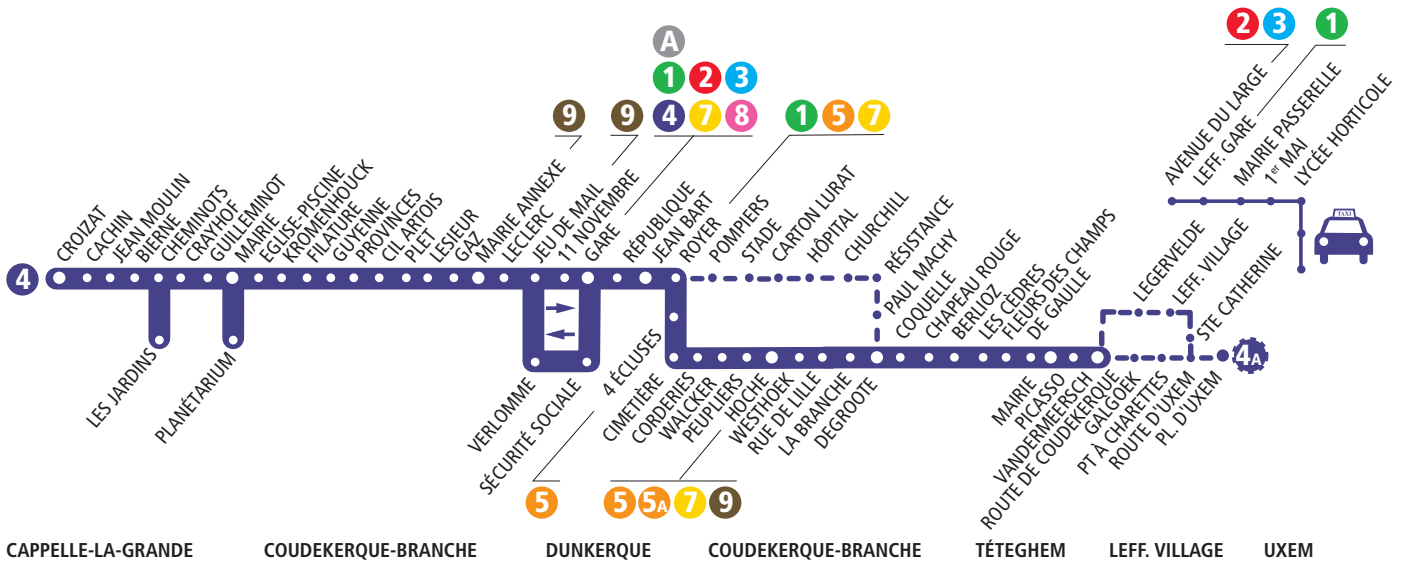 2 3 1
A
1 2 3
9 9 4 7 8 1 5 7
CROIZAT
CACHIN
JEAN MOULIN
BERNE
CHEMINOTS
CRAYHOF
GUILLEMINOT
MAIRIE
EGLISE-PISCINE
KROMENHOUCK
FILATURE
GUYENNE
PROVINCES
CIL ARTOIS
PLET
LESIEUR
GAZ
MAIRIE ANNEXE
LECLERC
JEU DE MAIL
11 NOVEMBRE
GARE
RÉPUBLIQUE
JEAN BART
ROYER
POMPIERS
STADE
CARTON LURAT
HÔPITAL
CHURCHILL
RÉSISTANCE
PAUL MACHY
COQUELLE
CHAPEAU ROUGE
BERLIOZ
LES CÈDRES
FLEURS DES CHAMPS
DE GAULLE
LEGERVELDE
LEFF. VILLAGE
STE CATHERINE
AVENUE DU LARGE
LEFF. GARE
MAIRIE PASSERELLE
1er MAI
LYCÉE HORTICOLE
TAXI
4
4A
LES JARDINS
PLANÉTARIUM
VERLOMME
SÉCURITÉ SOCIALE
4 ÉCLUSES
CIMETIÈRE
CORDERIES
WALCKER
PEUPLIERS
HOCHE
WESTHOEK
RUE DE LILLE
LA BRANCHE
DEGROOTE
MAIRIE
PICASSO
VANDERMEERSCH
ROUTE DE COUDEKERQUE
GALGOEK
PT À CHARETTES
ROUTE D'UXEM
PL. D'UXEM
5 5 5A 7 9
CAPPELLE-LA-GRANDE COUDEKERQUE-BRANCHE DUNKERQUE COUDEKERQUE-BRANCHE TÉTEGHEM LEFF. VILLAGE UXEM